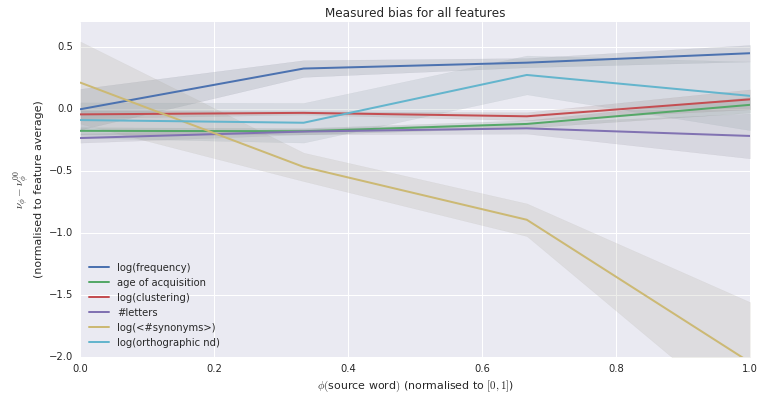 Measured bias for all features
0.5
0.0
−0.5
−1.0
−1.5
−2.0
ν_ϕ − ν_ϕ^00
(normalised to feature average)
log(frequency)
age of acquisition
log(clustering)
#letters
log(<#synonyms>)
log(orthographic nd)
0.0 0.2 0.4 0.6 0.8 1.0
ϕ(source word) (normalised to [0, 1])